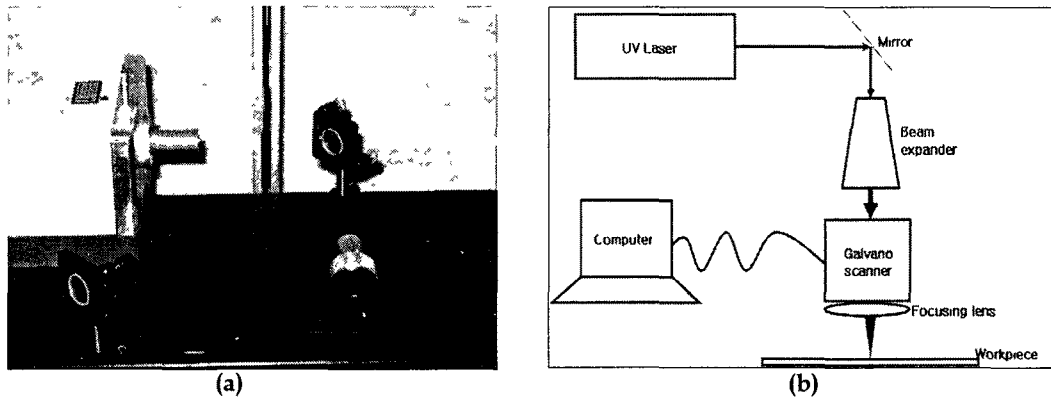 UV Laser
Mirror
Beam
expander
Computer
Galvano
scanner
Focusing lens
Workpiece
(a)
(b)